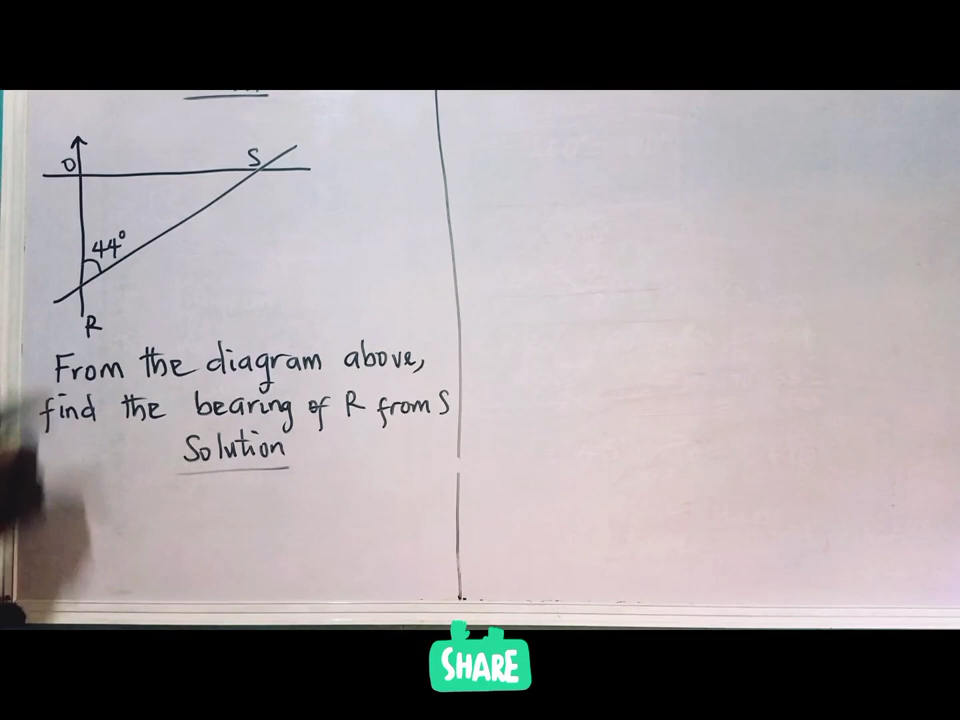 O
S
44°
R
From the diagram above,
find the bearing of R from S
Solution
SHARE